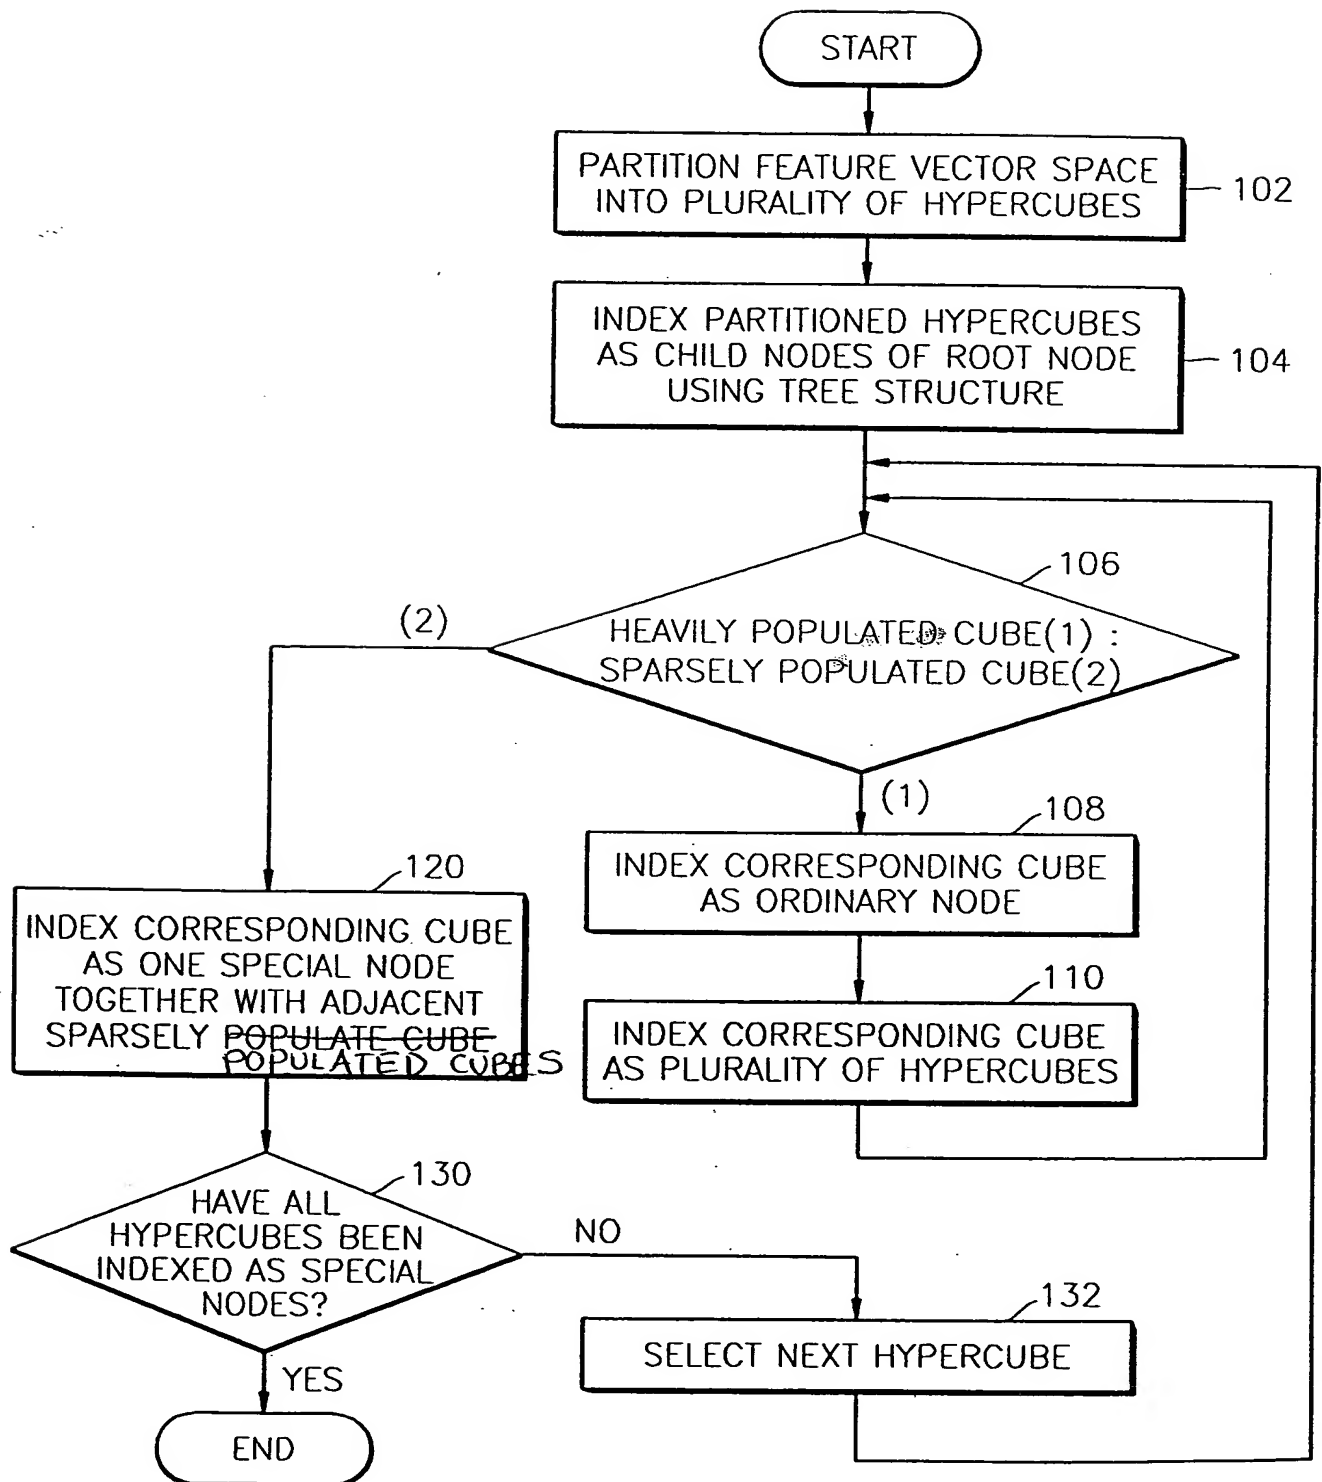 START
PARTITION FEATURE VECTOR SPACE
INTO PLURALITY OF HYPERCUBES
102
INDEX PARTITIONED HYPERCUBES
AS CHILD NODES OF ROOT NODE
USING TREE STRUCTURE
104
106
(2)
HEAVILY POPULATED CUBE(1) :
SPARSELY POPULATED CUBE(2)
(1)
108
INDEX CORRESPONDING CUBE
AS ORDINARY NODE
120
INDEX CORRESPONDING CUBE
AS ONE SPECIAL NODE
TOGETHER WITH ADJACENT
SPARSELY POPULATE CUBE
POPULATED CUBES
110
INDEX CORRESPONDING CUBE
AS PLURALITY OF HYPERCUBES
130
HAVE ALL
HYPERCUBES BEEN
INDEXED AS SPECIAL
NODES?
NO
132
SELECT NEXT HYPERCUBE
YES
END